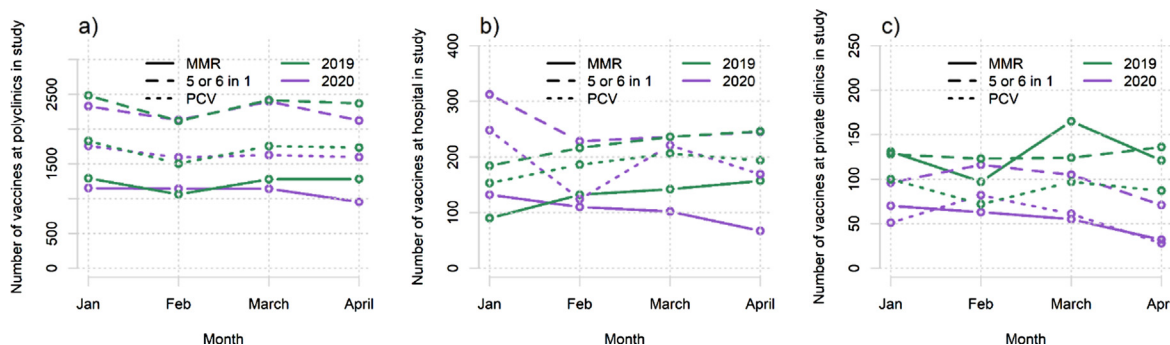 a)
Number of vaccines at polyclinics in study
MMR
5 or 6 in 1
PCV
2019
2020
2500
1500
500
0
Jan Feb March April
Month
b)
Number of vaccines at hospital in study
MMR
5 or 6 in 1
PCV
2019
2020
400
300
200
100
0
Jan Feb March April
Month
c)
Number of vaccines at private clinics in study
MMR
5 or 6 in 1
PCV
2019
2020
250
200
150
100
50
0
Jan Feb March Apr
Month